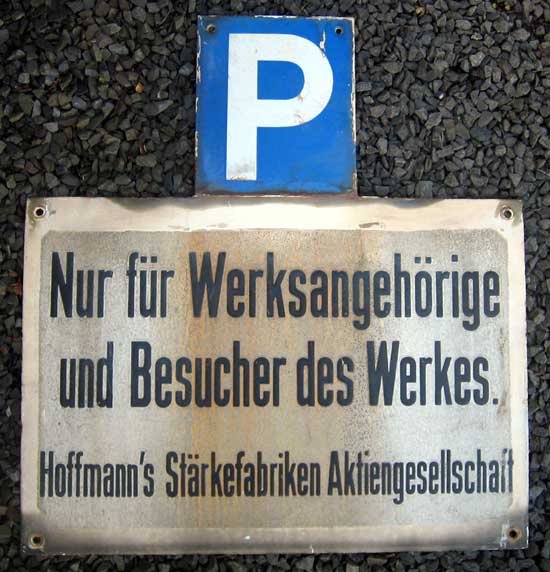 P
Nur für Werksangehörige
und Besucher des Werkes.
Hoffmann's Stärkefabriken Aktiengesellschaft